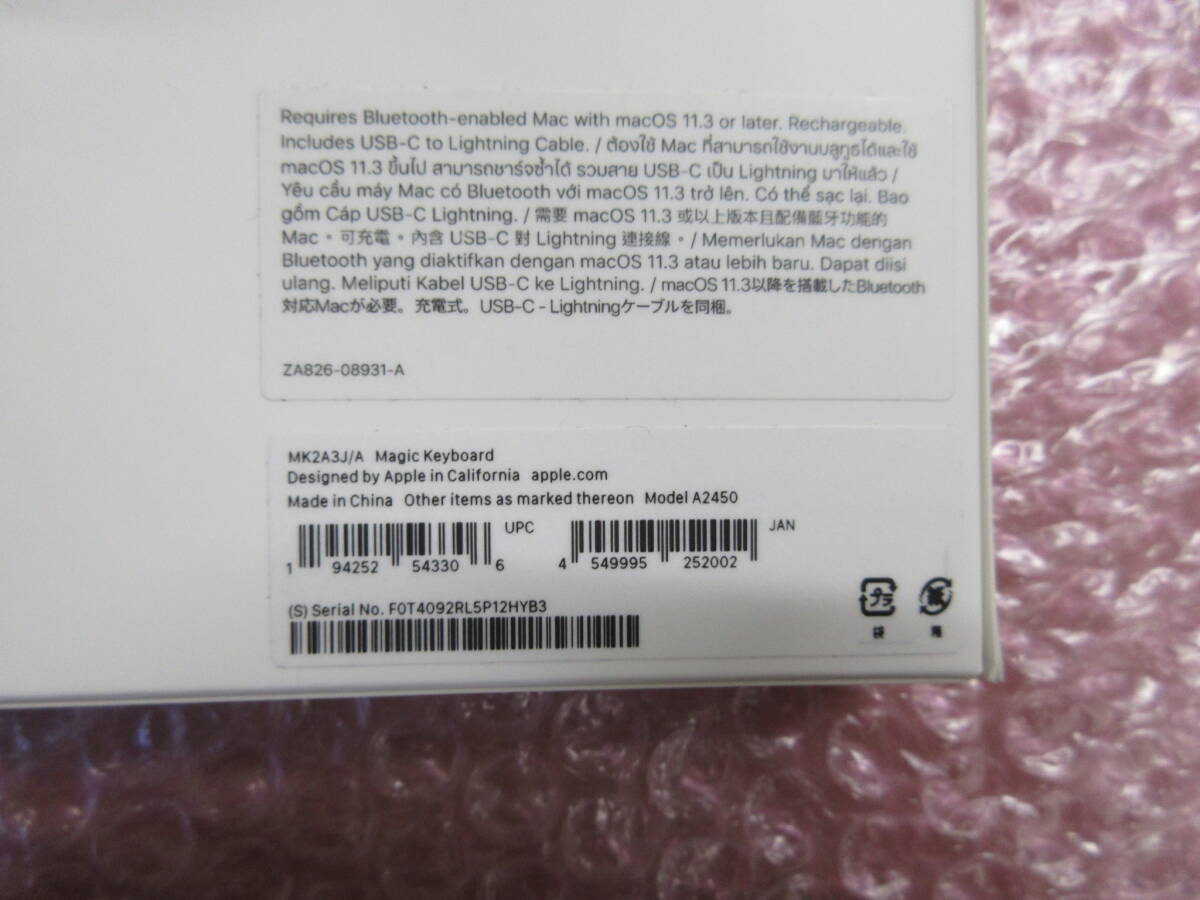 Requires Bluetooth-enabled Mac with macOS 11.3 or later. Rechargeable.
Includes USB-C to Lightning Cable. / ต้องใช้ Mac ที่สามารถใช้งานบลูทูธได้และใช้
macOS 11.3 ขึ้นไป สามารถชาร์จซ้ำได้ รวมสาย USB-C เป็น Lightning มาให้แล้ว /
Yêu cầu máy Mac có Bluetooth với macOS 11.3 trở lên. Có thể sạc lại. Bao
gồm Cáp USB-C Lightning. / 需要 macOS 11.3 或以上版本且配備藍牙功能的
Mac。可充電。內含 USB-C 對 Lightning 連接線。/ Memerlukan Mac dengan
Bluetooth yang diaktifkan dengan macOS 11.3 atau lebih baru. Dapat diisi
ulang. Meliputi Kabel USB-C ke Lightning. / macOS 11.3以降を搭載したBluetooth
対応Macが必要。充電式。USB-C - Lightningケーブルを同梱。
ZA826-08931-A
MK2A3J/A Magic Keyboard
Designed by Apple in California apple.com
Made in China Other items as marked thereon Model A2450
UPC JAN
1 94252 54330 6 4 549995 252002
(S) Serial No. F0T4092RL5P12HYB3
プラ 紙
袋 箱